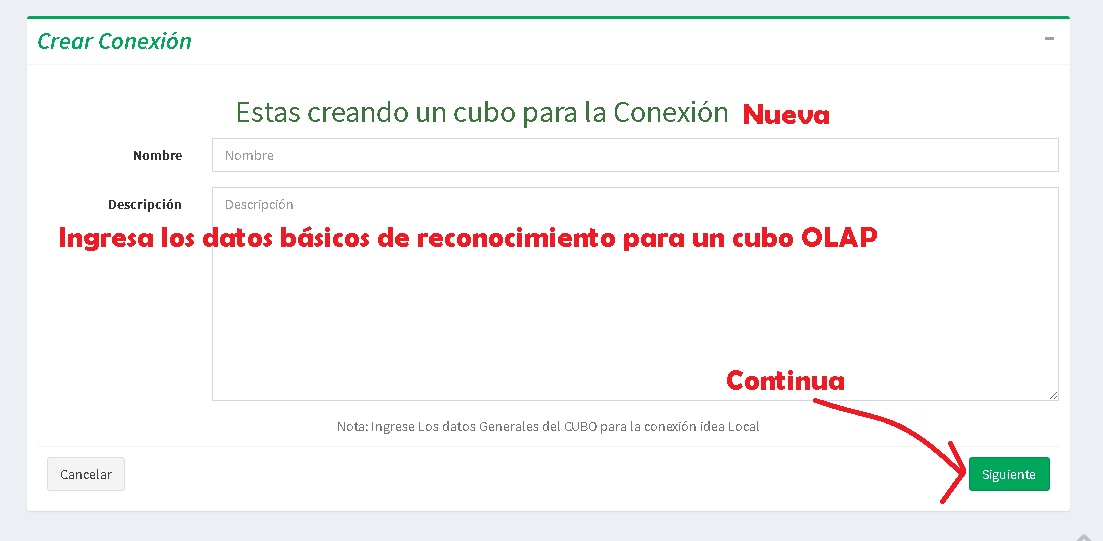 Crear Conexión
Estas creando un cubo para la Conexión Nueva
Nombre Nombre
Descripción Descripción
Ingresa los datos básicos de reconocimiento para un cubo OLAP
Continua
Nota: Ingrese Los datos Generales del CUBO para la conexión idea Local
Cancelar Siguiente